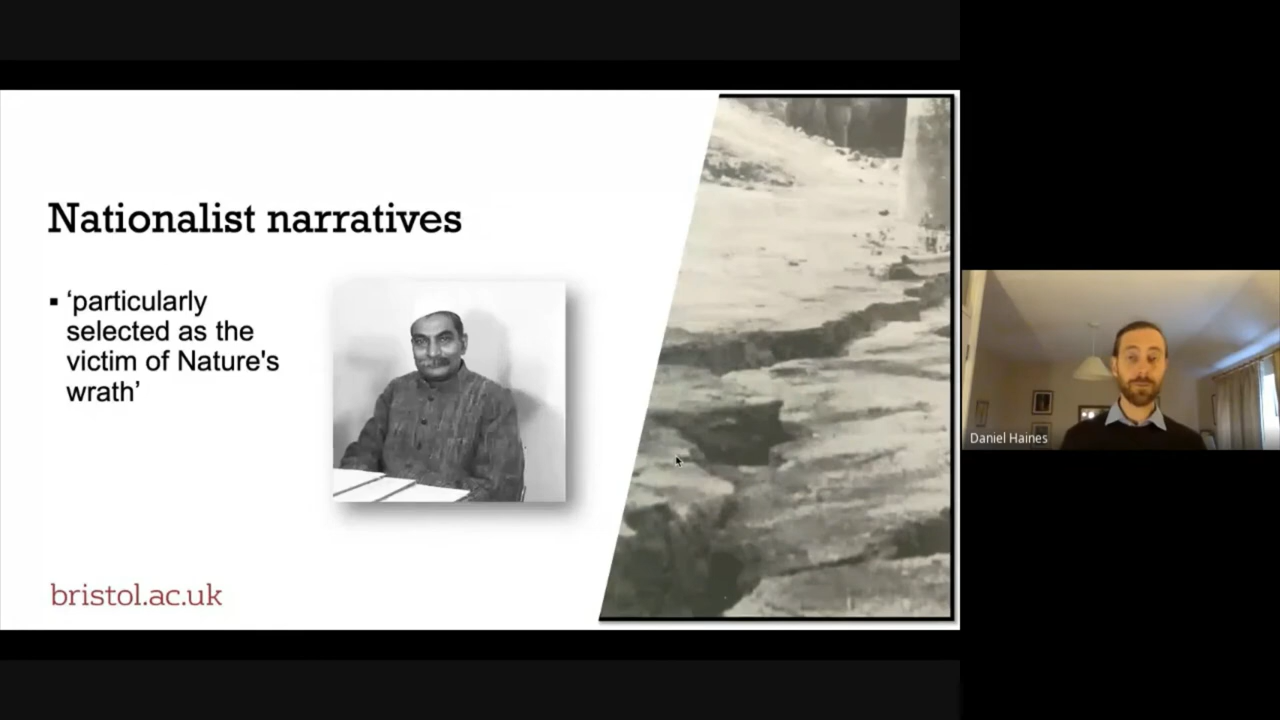 Nationalist narratives
▪ ‘particularly
selected as the
victim of Nature's
wrath’
bristol.ac.uk
Daniel Haines